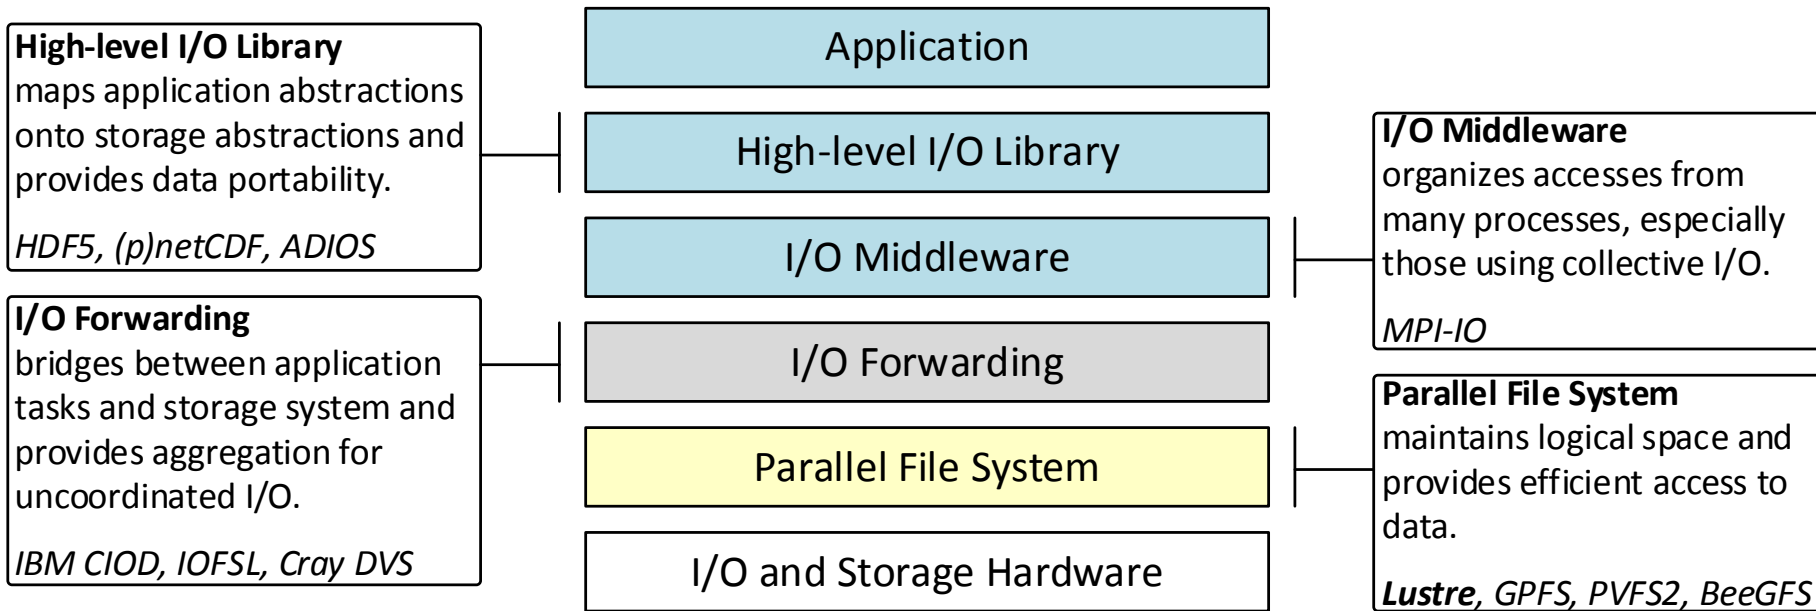 High-level I/O Library
maps application abstractions
onto storage abstractions and
provides data portability.
HDF5, (p)netCDF, ADIOS
I/O Forwarding
bridges between application
tasks and storage system and
provides aggregation for
uncoordinated I/O.
IBM CIOD, IOFSL, Cray DVS
Application
High-level I/O Library
I/O Middleware
I/O Forwarding
Parallel File System
I/O and Storage Hardware
I/O Middleware
organizes accesses from
many processes, especially
those using collective I/O.
MPI-IO
Parallel File System
maintains logical space and
provides efficient access to
data.
Lustre, GPFS, PVFS2, BeeGFS